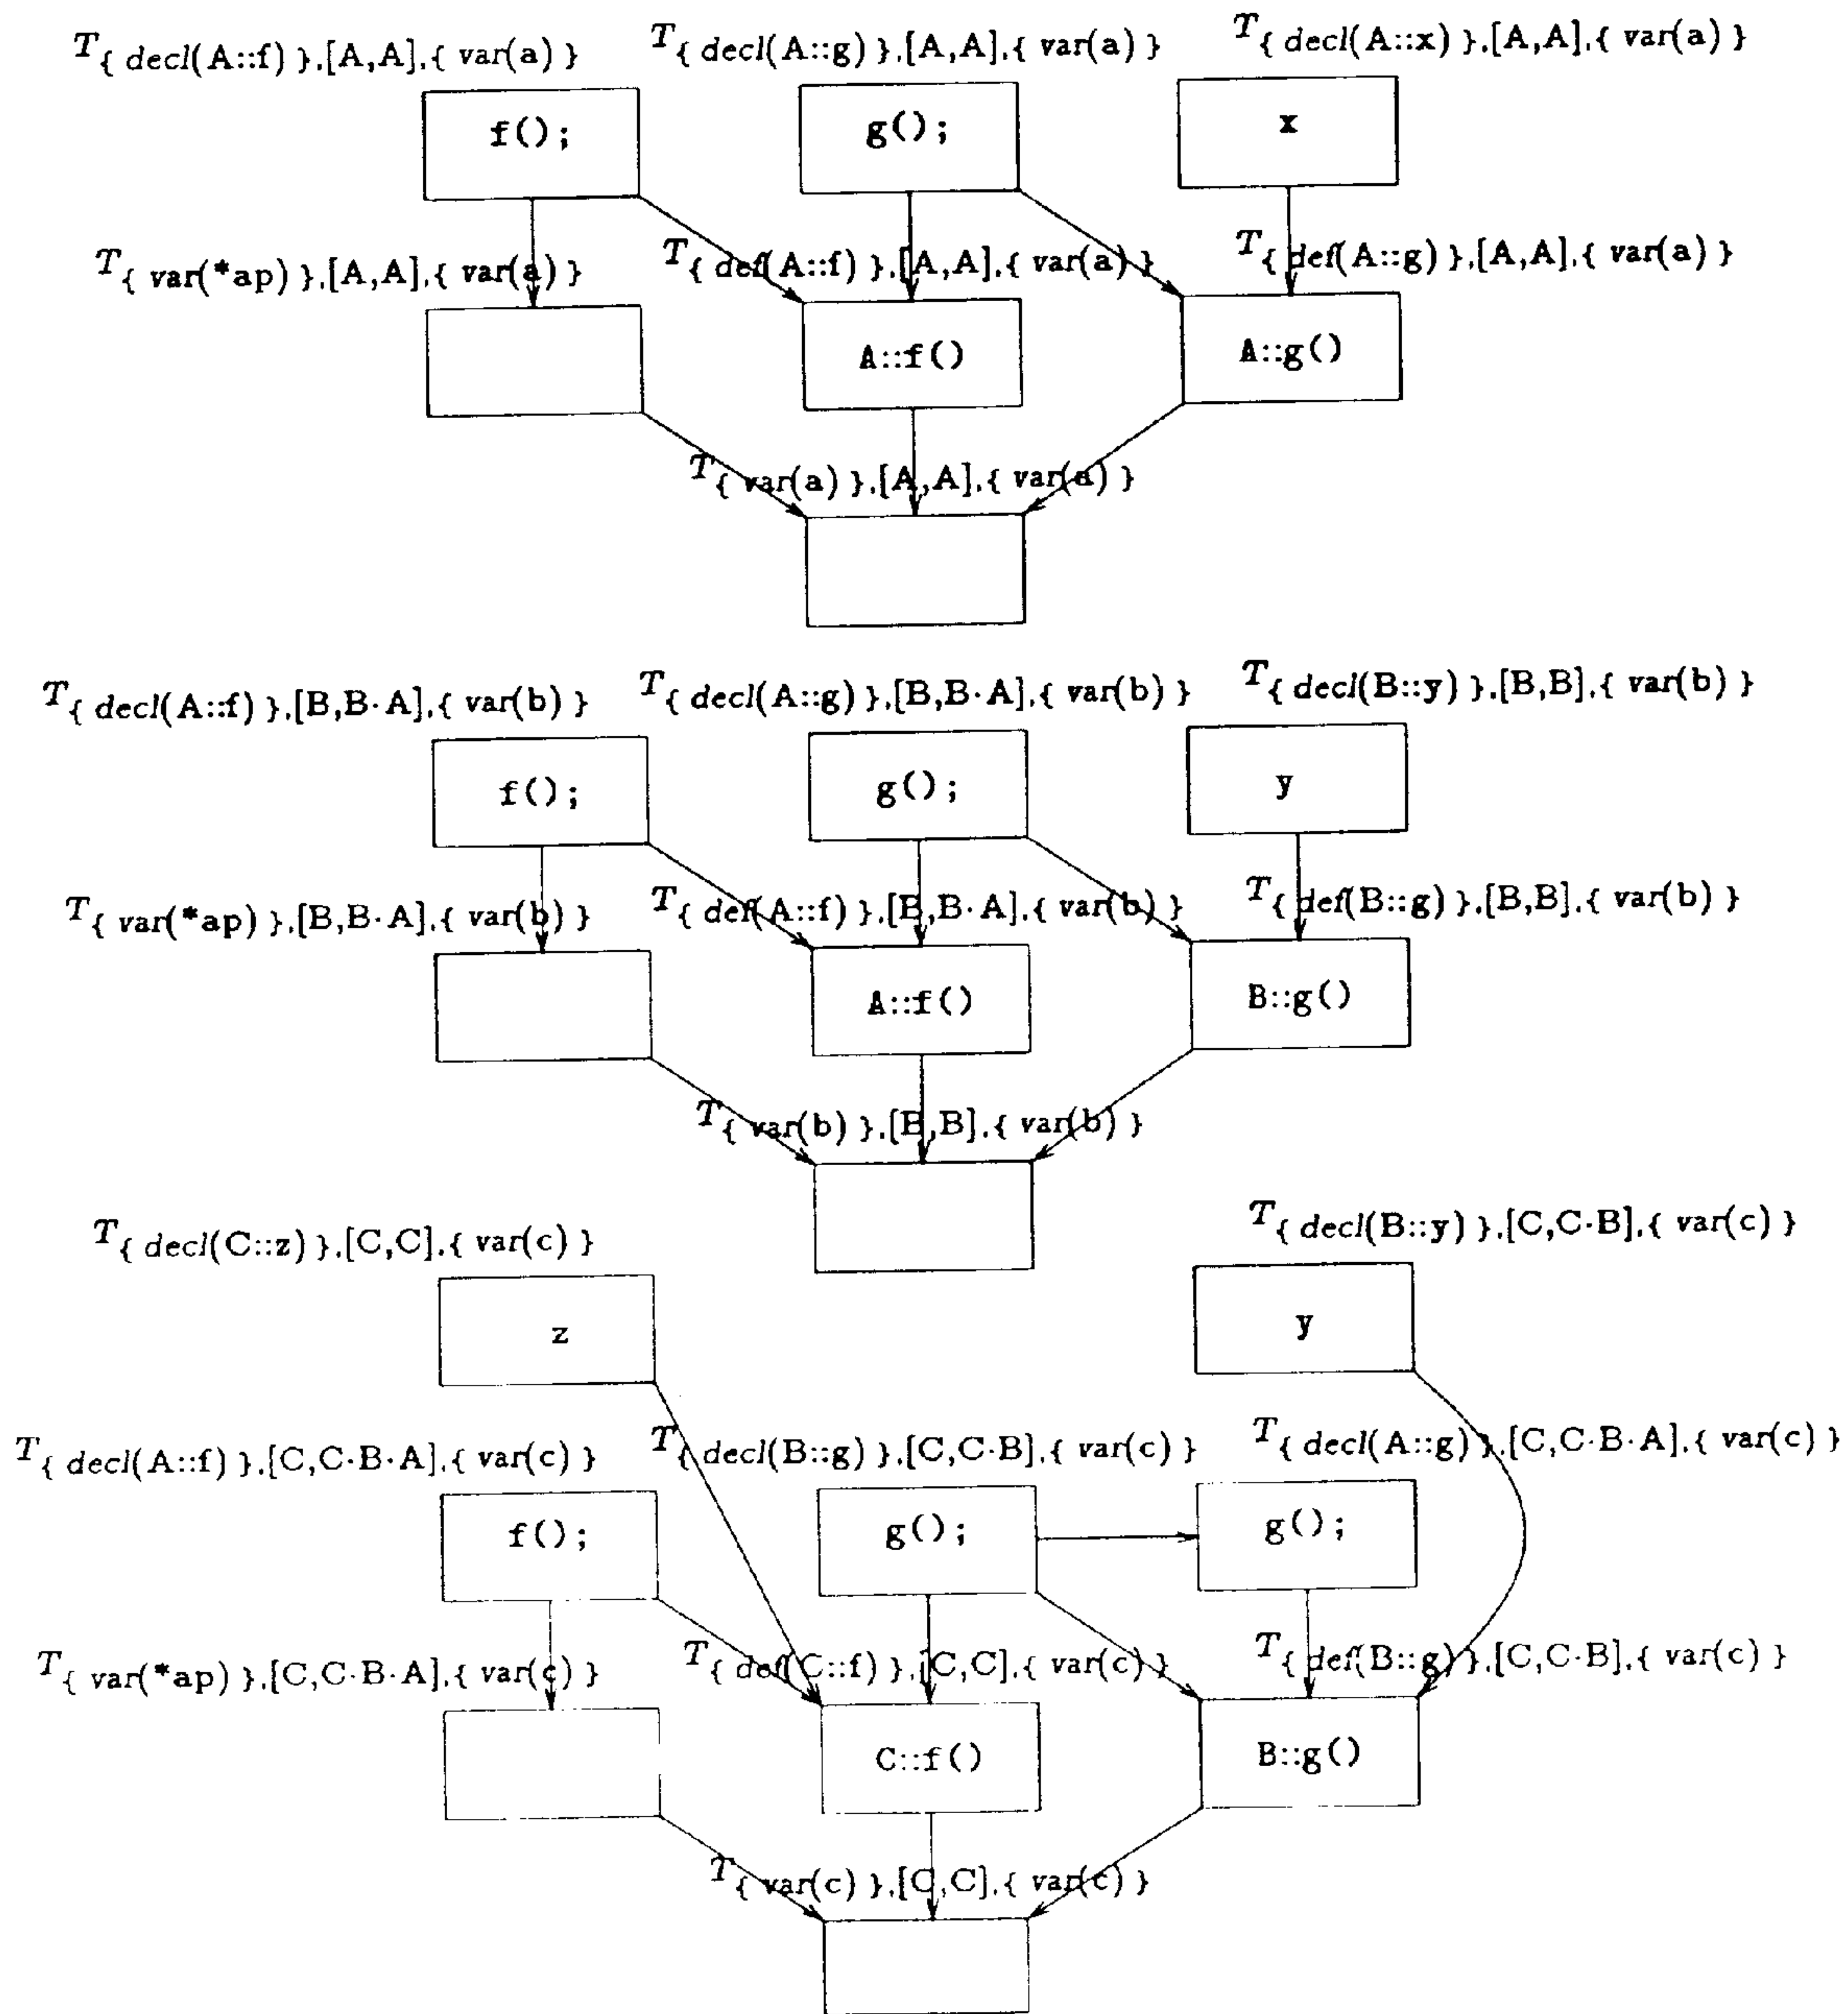 T{ decl(A::f) },[A,A],{ var(a) } T{ decl(A::g) },[A,A],{ var(a) } T{ decl(A::x) },[A,A],{ var(a) }
f(); g(); x
T{ var(*ap) },[A,A],{ var(a) } T{ def(A::f) },[A,A],{ var(a) } T{ def(A::g) },[A,A],{ var(a) }
A::f() A::g()
T{ var(a) },[A,A],{ var(a) }
T{ decl(A::f) },[B,B·A],{ var(b) } T{ decl(A::g) },[B,B·A],{ var(b) } T{ decl(B::y) },[B,B],{ var(b) }
f(); g(); y
T{ var(*ap) },[B,B·A],{ var(b) } T{ def(A::f) },[B,B·A],{ var(b) } T{ def(B::g) },[B,B],{ var(b) }
A::f() B::g()
T{ var(b) },[B,B],{ var(b) }
T{ decl(C::z) },[C,C],{ var(c) } T{ decl(B::y) },[C,C·B],{ var(c) }
z y
T{ decl(A::f) },[C,C·B·A],{ var(c) } T{ decl(B::g) },[C,C·B],{ var(c) } T{ decl(A::g) },[C,C·B·A],{ var(c) }
f(); g(); g();
T{ var(*ap) },[C,C·B·A],{ var(c) } T{ def(C::f) },[C,C],{ var(c) } T{ def(B::g) },[C,C·B],{ var(c) }
C::f() B::g()
T{ var(c) },[C,C],{ var(c) }